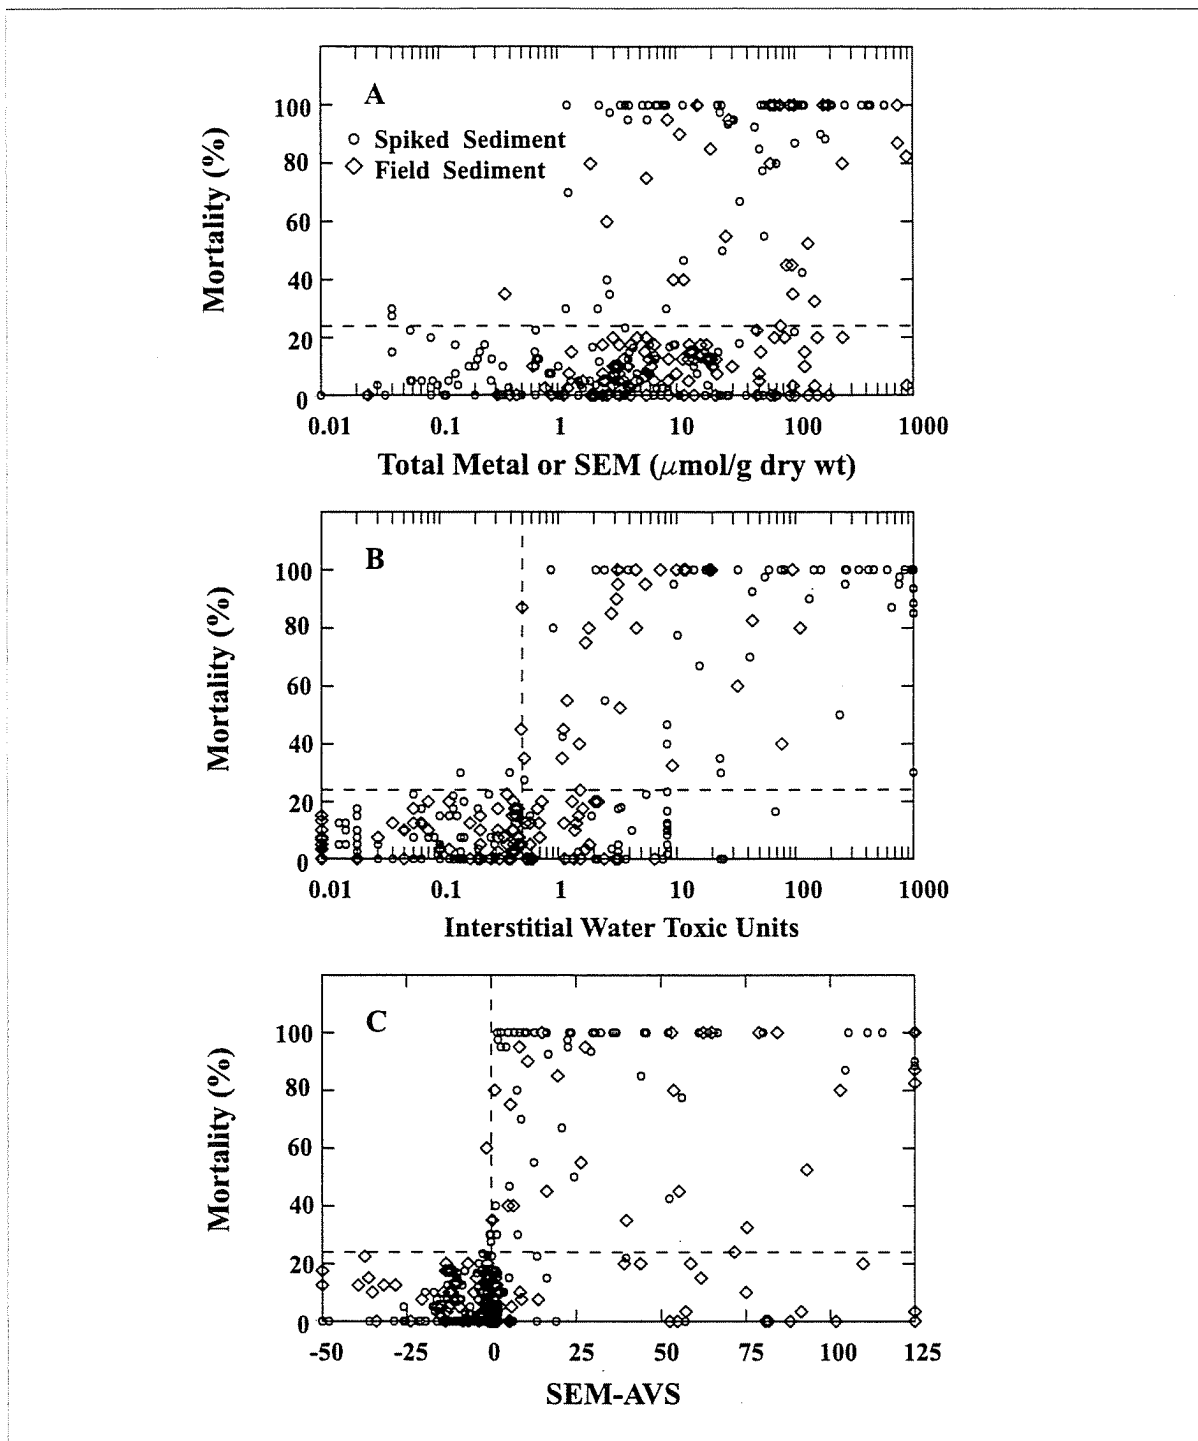 A
Spiked Sediment
Field Sediment
Mortality (%)
100
80
60
40
20
0
0.01 0.1 1 10 100 1000
Total Metal or SEM (μmol/g dry wt)
B
Mortality (%)
100
80
60
40
20
0
0.01 0.1 1 10 100 1000
Interstitial Water Toxic Units
C
Mortality (%)
100
80
60
40
20
0
-50 -25 0 25 50 75 100 125
SEM-AVS